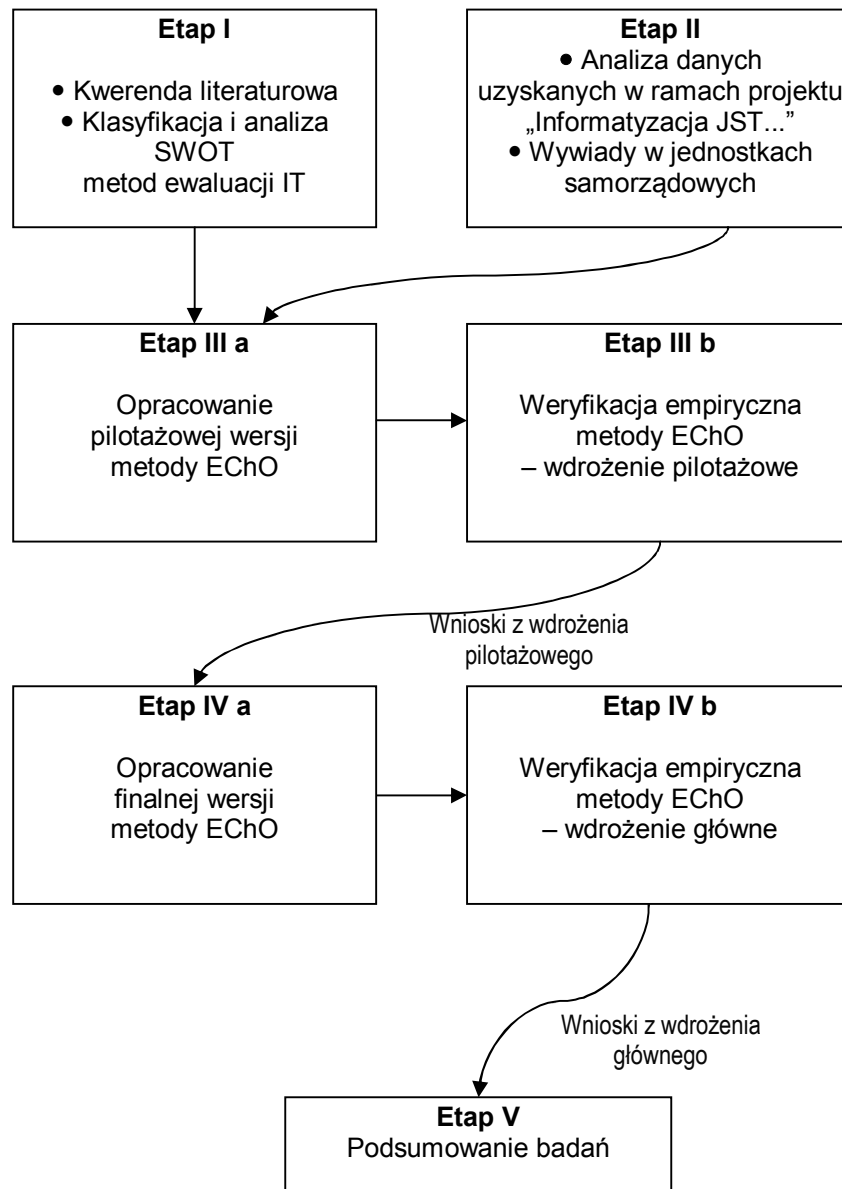 Etap I
• Kwerenda literaturowa
• Klasyfikacja i analiza
SWOT
metod ewaluacji IT
Etap II
• Analiza danych
uzyskanych w ramach projektu
„Informatyzacja JST...”
• Wywiady w jednostkach
samorządowych
Etap III a
Opracowanie
pilotażowej wersji
metody EChO
Etap III b
Weryfikacja empiryczna
metody EChO
– wdrożenie pilotażowe
Wnioski z wdrożenia
pilotażowego
Etap IV a
Opracowanie
finalnej wersji
metody EChO
Etap IV b
Weryfikacja empiryczna
metody EChO
– wdrożenie główne
Wnioski z wdrożenia
głównego
Etap V
Podsumowanie badań